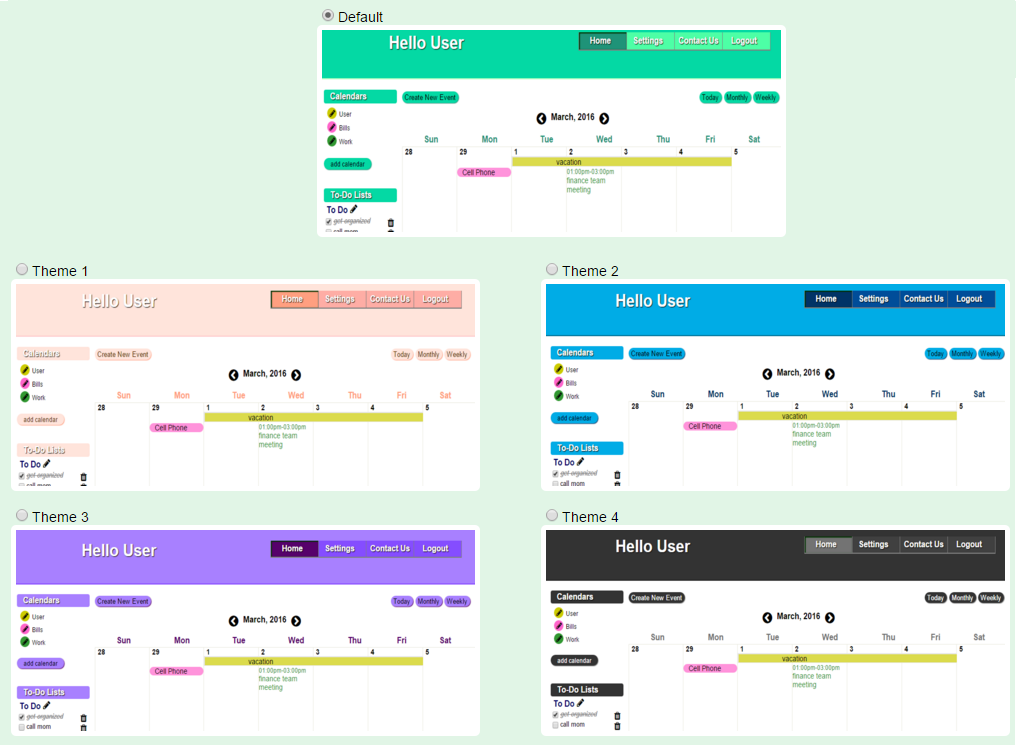 Default
Hello User
Home Settings Contact Us Logout
Calendars Create New Event Today Monthly Weekly
User
Bills
Work
March, 2016
Sun Mon Tue Wed Thu Fri Sat
28 29 1 2 3 4 5
vacation
add calendar
Cell Phone
01:00pm-03:00pm
finance team
meeting
To-Do Lists
To Do
get organized
call mom
Theme 1
Hello User
Home Settings Contact Us Logout
Calendars Create New Event Today Monthly Weekly
User
Bills
Work
March, 2016
Sun Mon Tue Wed Thu Fri Sat
28 29 1 2 3 4 5
vacation
add calendar
Cell Phone
01:00pm-03:00pm
finance team
meeting
To-Do Lists
To Do
get organized
call mom
Theme 2
Hello User
Home Settings Contact Us Logout
Calendars Create New Event Today Monthly Weekly
User
Bills
Work
March, 2016
Sun Mon Tue Wed Thu Fri Sat
28 29 1 2 3 4 5
vacation
add calendar
Cell Phone
01:00pm-03:00pm
finance team
meeting
To-Do Lists
To Do
get organized
call mom
Theme 3
Hello User
Home Settings Contact Us Logout
Calendars Create New Event Today Monthly Weekly
User
Bills
Work
March, 2016
Sun Mon Tue Wed Thu Fri Sat
28 29 1 2 3 4 5
vacation
add calendar
Cell Phone
01:00pm-03:00pm
finance team
meeting
To-Do Lists
To Do
get organized
call mom
Theme 4
Hello User
Home Settings Contact Us Logout
Calendars Create New Event Today Monthly Weekly
User
Bills
Work
March, 2016
Sun Mon Tue Wed Thu Fri Sat
28 29 1 2 3 4 5
vacation
add calendar
Cell Phone
01:00pm-03:00pm
finance team
meeting
To-Do Lists
To Do
get organized
call mom